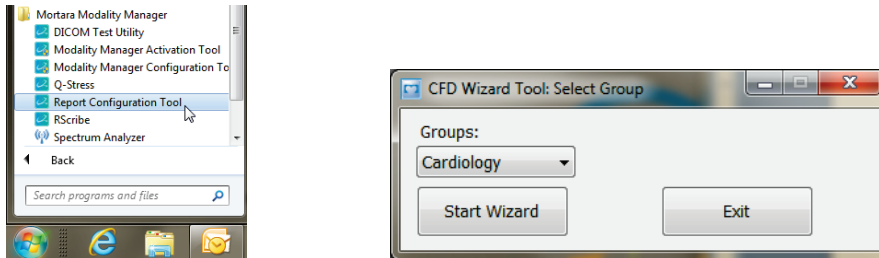 Mortara Modality Manager
DICOM Test Utility
Modality Manager Activation Tool
Modality Manager Configuration To
Q-Stress
Report Configuration Tool
RScribe
Spectrum Analyzer
Back
Search programs and files
CFD Wizard Tool: Select Group
Groups:
Cardiology
Start Wizard
Exit